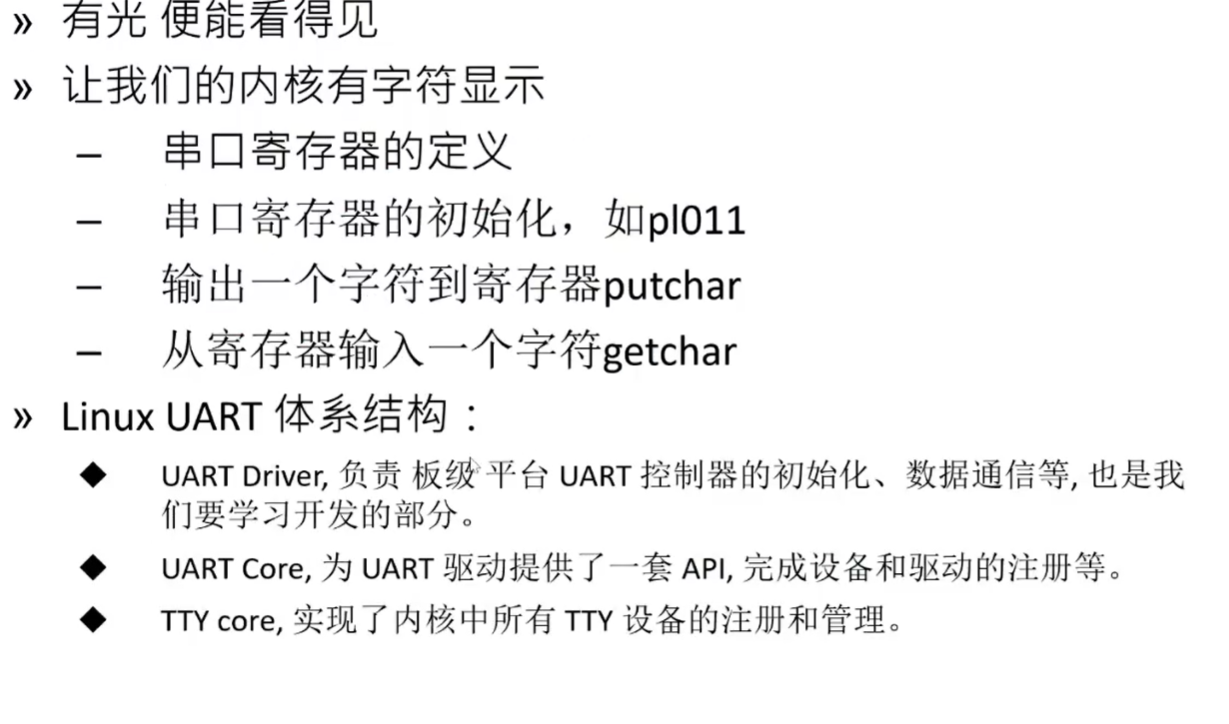 » 有光 便能看得见
» 让我们的内核有字符显示
– 串口寄存器的定义
– 串口寄存器的初始化，如pl011
– 输出一个字符到寄存器putchar
– 从寄存器输入一个字符getchar
» Linux UART 体系结构：
◆ UART Driver, 负责 板级 平台 UART 控制器的初始化、数据通信等, 也是我
们要学习开发的部分。
◆ UART Core, 为 UART 驱动提供了一套 API, 完成设备和驱动的注册等。
◆ TTY core, 实现了内核中所有 TTY 设备的注册和管理。